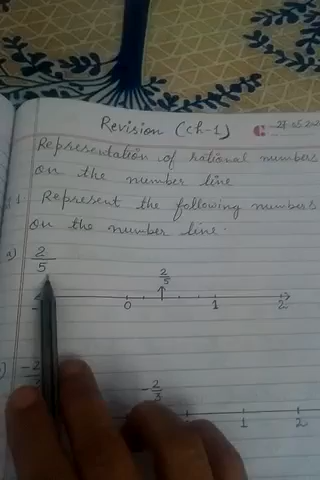 Revision (ch-1)
Representation of rational numbers
on the number line
1. Represent the following numbers
on the number line.
2/5
2/5
0 1 2
-2/3
1 2